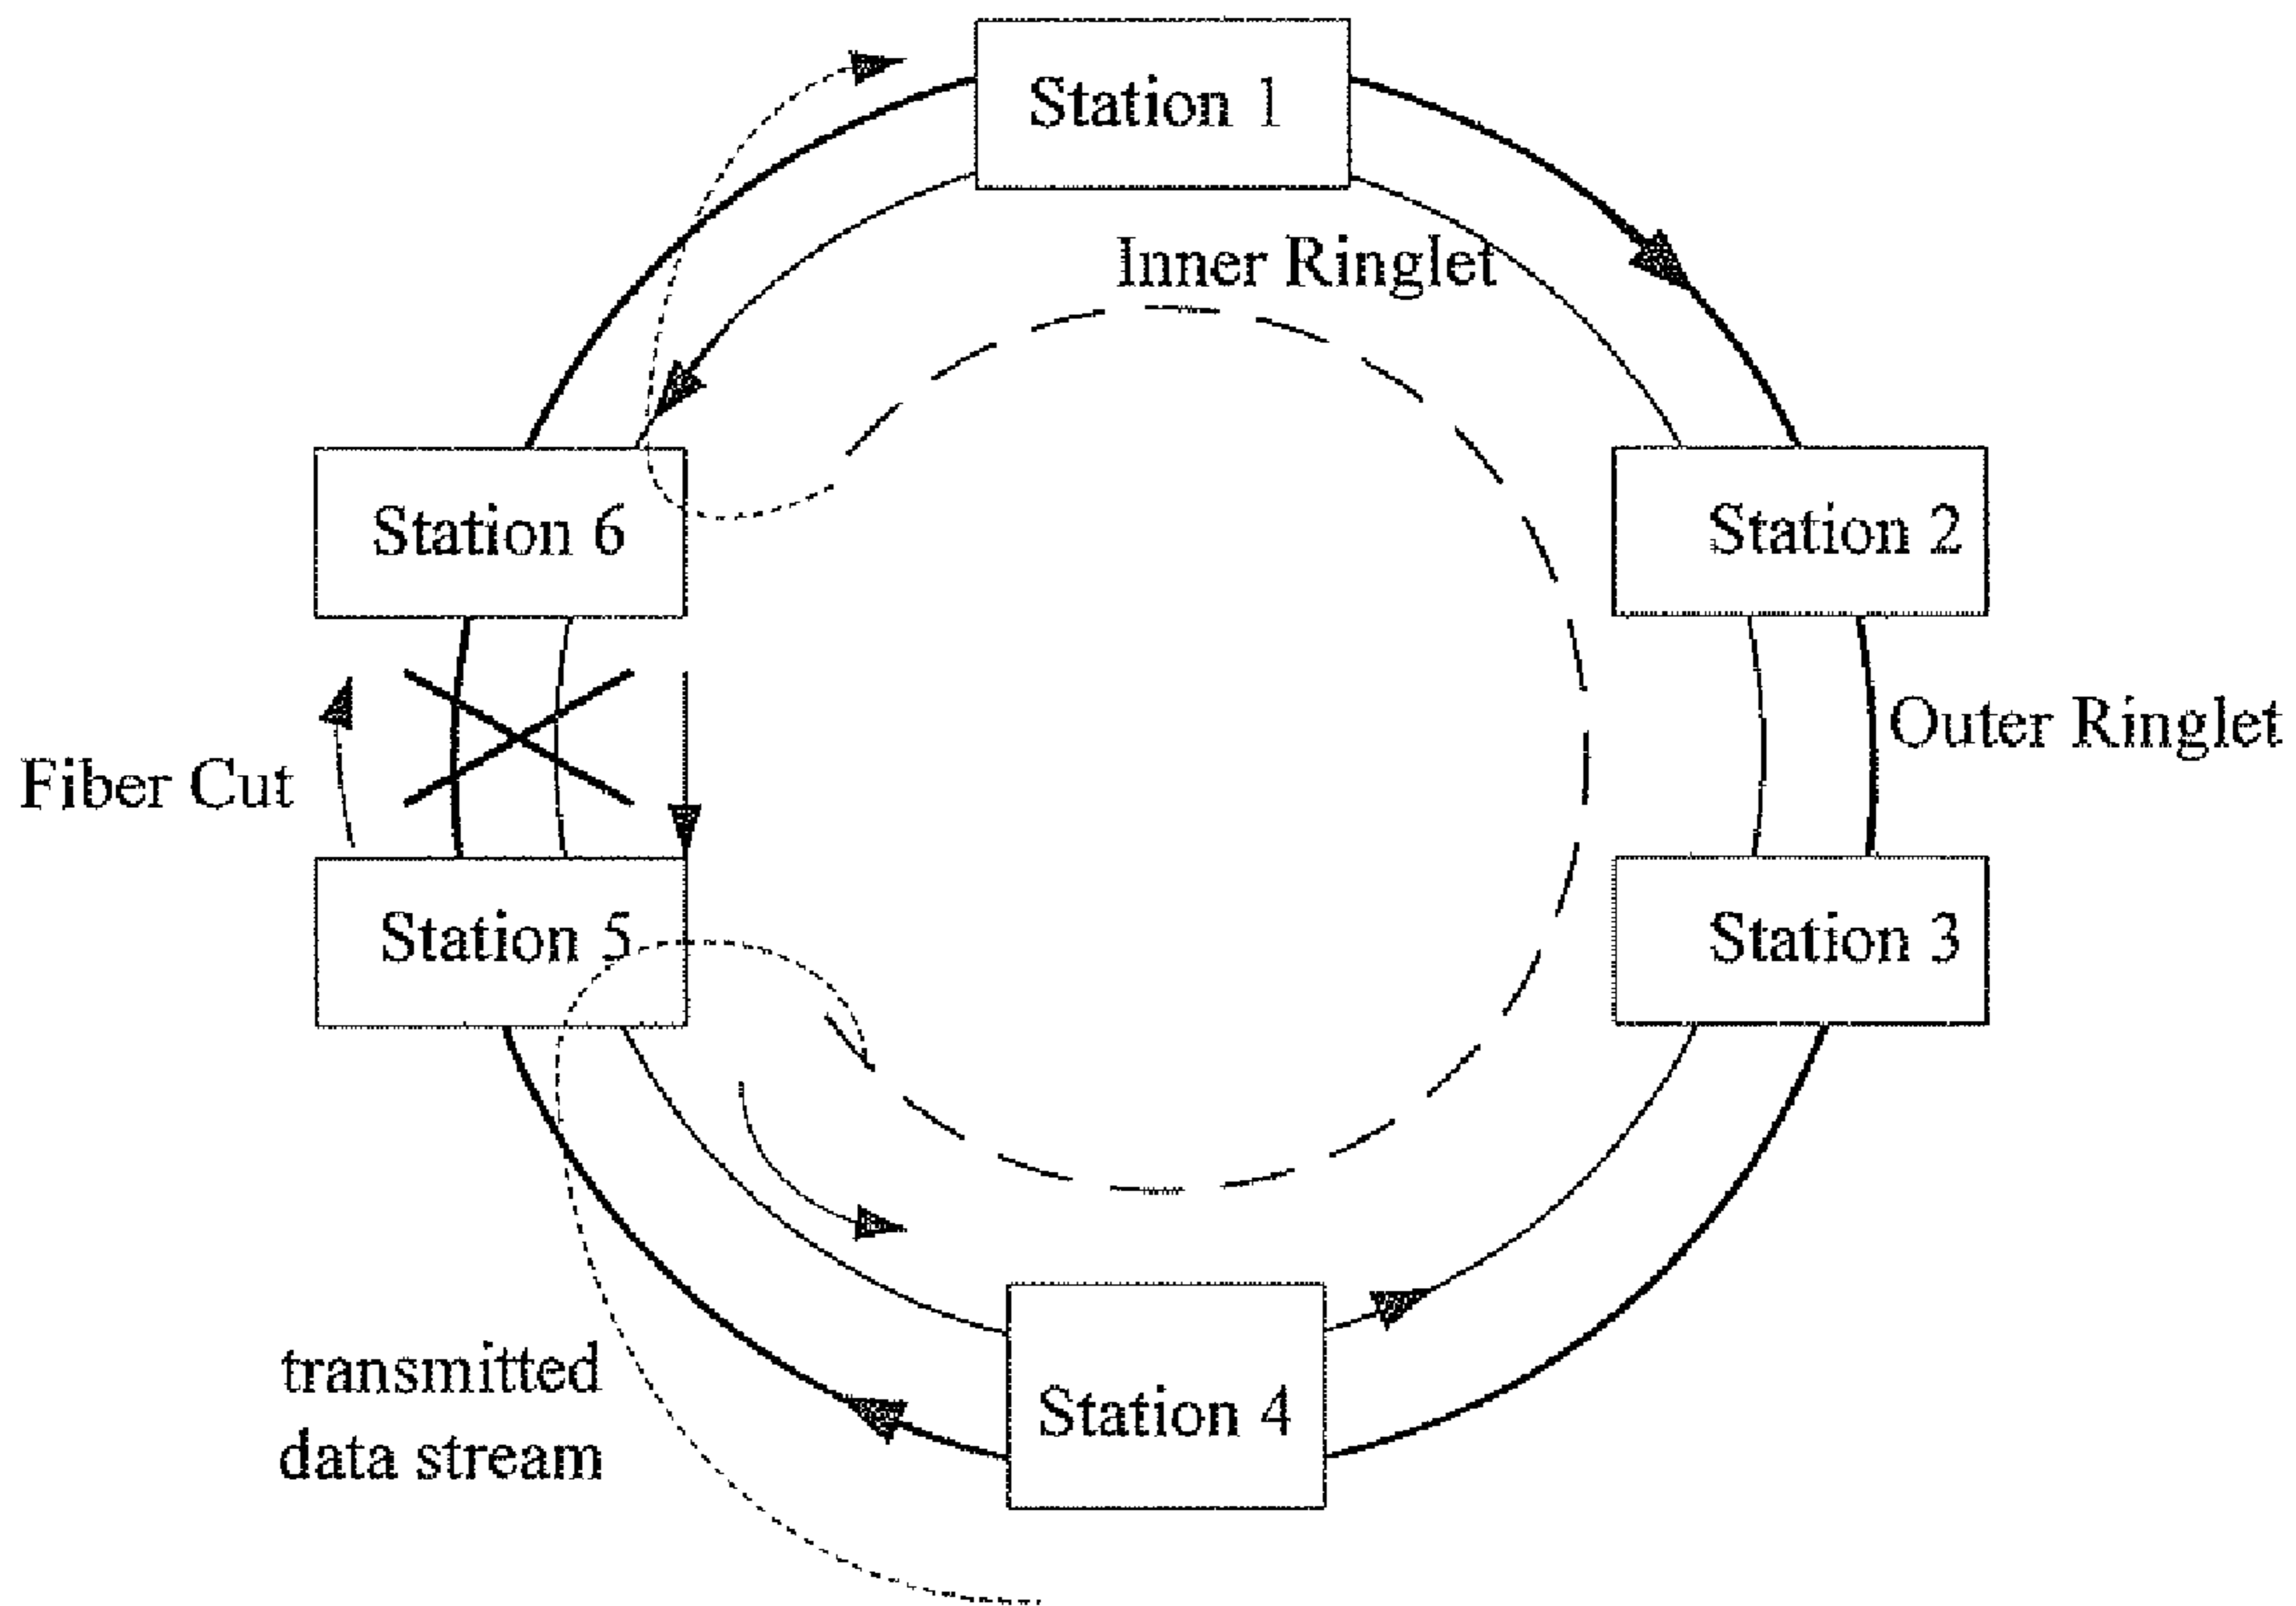 Station 1
Inner Ringlet
Station 6
Station 2
Outer Ringlet
Fiber Cut
Station 5
Station 3
transmitted
data stream
Station 4